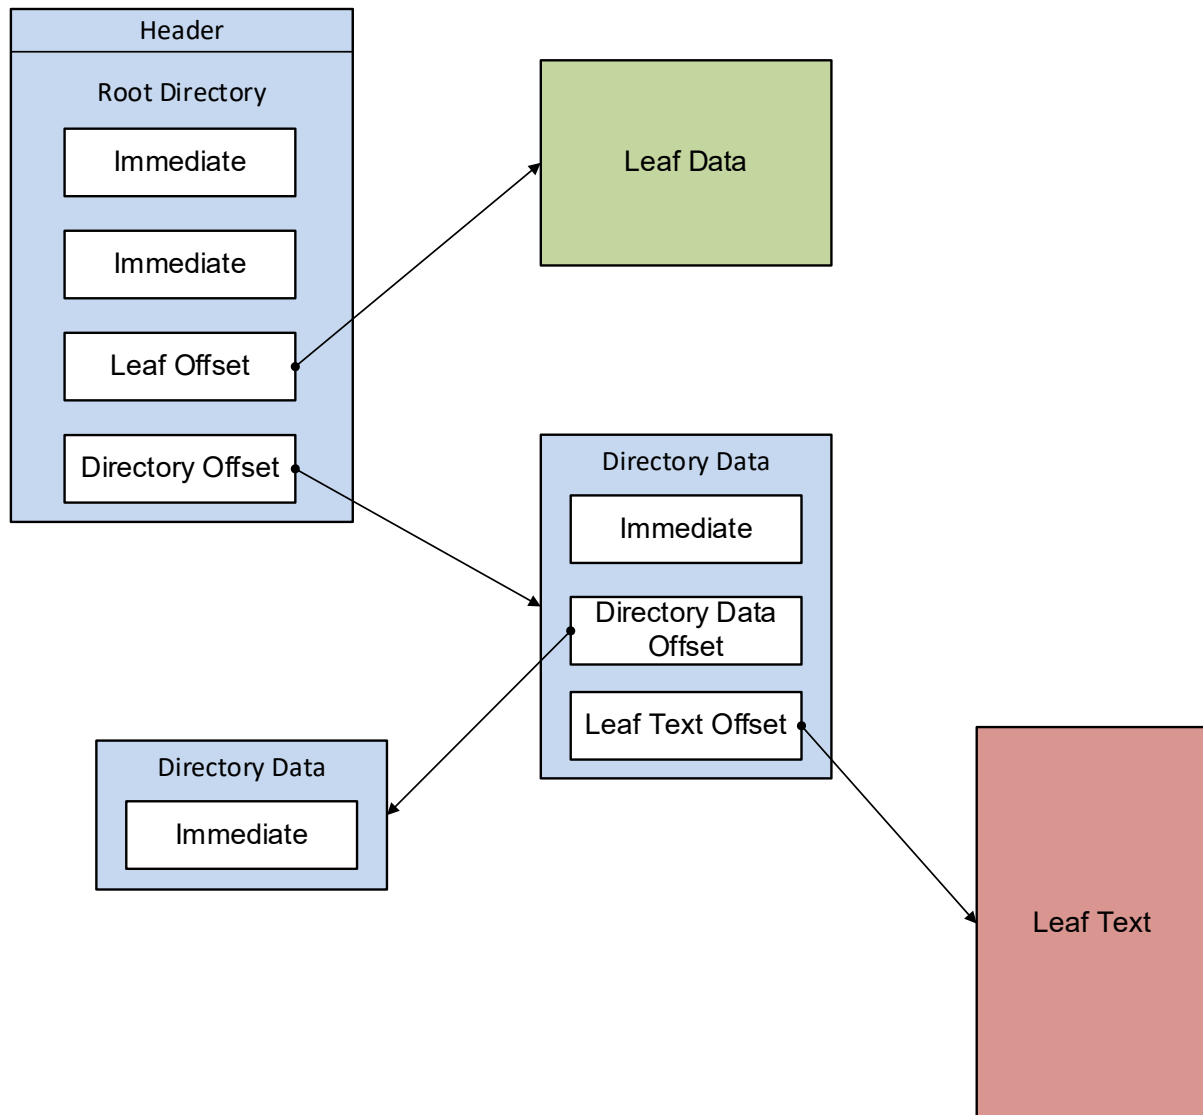 Header
Root Directory
Immediate
Immediate
Leaf Offset
Directory Offset
Leaf Data
Directory Data
Immediate
Directory Data
Offset
Leaf Text Offset
Directory Data
Immediate
Leaf Text